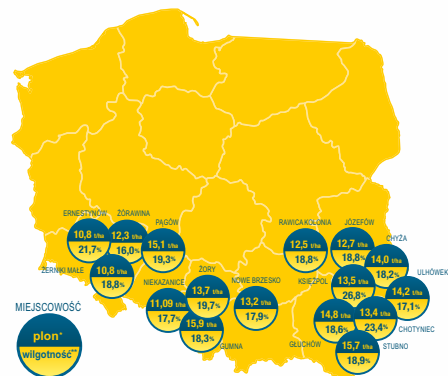 ERNESTYNÓW
ŻÓRAWINA
PAGÓW
RAWICA KOLONIA
JÓZEFÓW
10,8 t/ha
21,7%
12,3 t/ha
16,0%
15,1 t/ha
19,3%
12,5 t/ha
18,8%
12,7 t/ha
18,8%
CHYŻA
14,0 t/ha
18,2%
ULHÓWEK
ŻERNIKI MAŁE
10,8 t/ha
18,8%
NIEKAZANICE
11,09 t/ha
17,7%
ŻORY
13,7 t/ha
19,7%
NOWE BRZESKO
13,2 t/ha
17,9%
KSIĘŻPOL
13,5 t/ha
26,8%
14,2 t/ha
17,1%
MIEJSCOWOŚĆ
plon*
wilgotność**
15,9 t/ha
18,3%
GUMNA
GŁUCHÓW
14,8 t/ha
18,6%
13,4 t/ha
23,4%
CHOTYNIEC
15,7 t/ha
18,9%
STUBNO